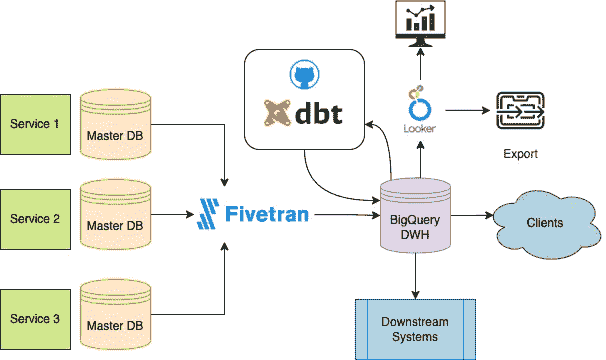 Service 1
Master DB
dbt
Looker
Export
Service 2
Master DB
Fivetran
BigQuery
DWH
Clients
Service 3
Master DB
Downstream
Systems